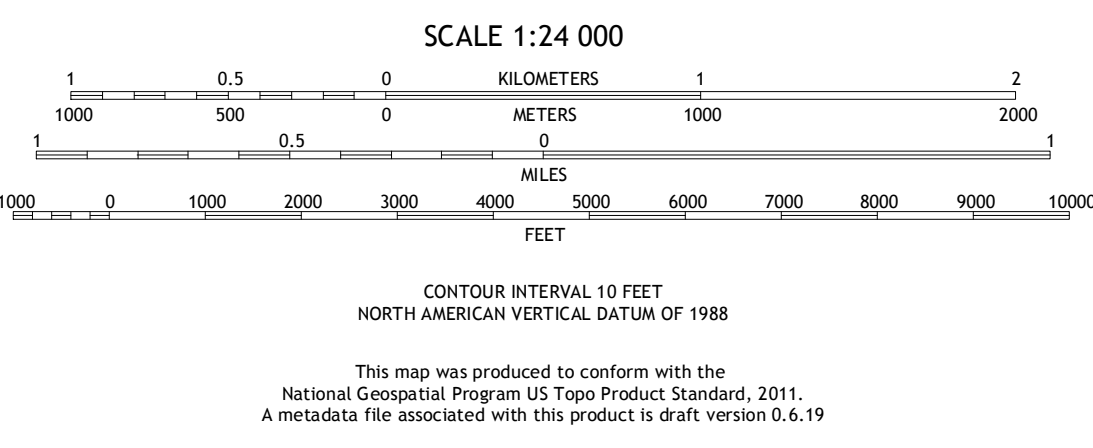 SCALE 1:24 000
1 0.5 0 KILOMETERS 1 2
1000 500 0 METERS 1000 2000
1 0.5 0 1
MILES
1000 0 1000 2000 3000 4000 5000 6000 7000 8000 9000 10000
FEET
CONTOUR INTERVAL 10 FEET
NORTH AMERICAN VERTICAL DATUM OF 1988
This map was produced to conform with the
National Geospatial Program US Topo Product Standard, 2011.
A metadata file associated with this product is draft version 0.6.19